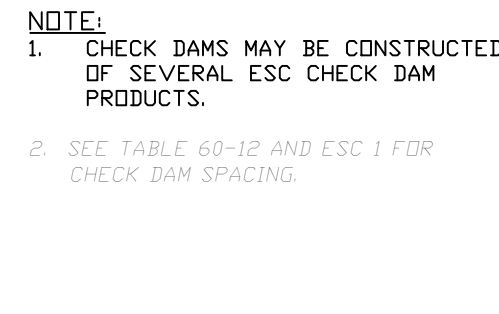 NOTE:
1. CHECK DAMS MAY BE CONSTRUCTED
OF SEVERAL ESC CHECK DAM
PRODUCTS.
2. SEE TABLE 60-12 AND ESC 1 FOR
CHECK DAM SPACING.